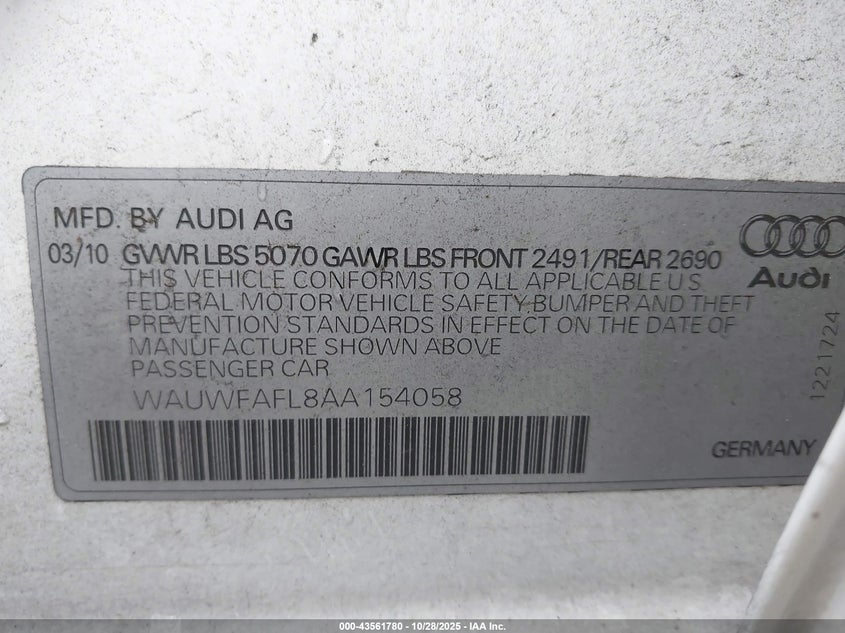 MFD. BY AUDI AG
03/10 GVWR LBS 5070 GAWR LBS FRONT 2491/REAR 2690
THIS VEHICLE CONFORMS TO ALL APPLICABLE U S
FEDERAL MOTOR VEHICLE SAFETY BUMPER AND THEFT
PREVENTION STANDARDS IN EFFECT ON THE DATE OF
MANUFACTURE SHOWN ABOVE
PASSENGER CAR
WAUWFAFL8AA154058
Audi
1221724
GERMANY
000-43561780 - 10/28/2025 - IAA Inc.